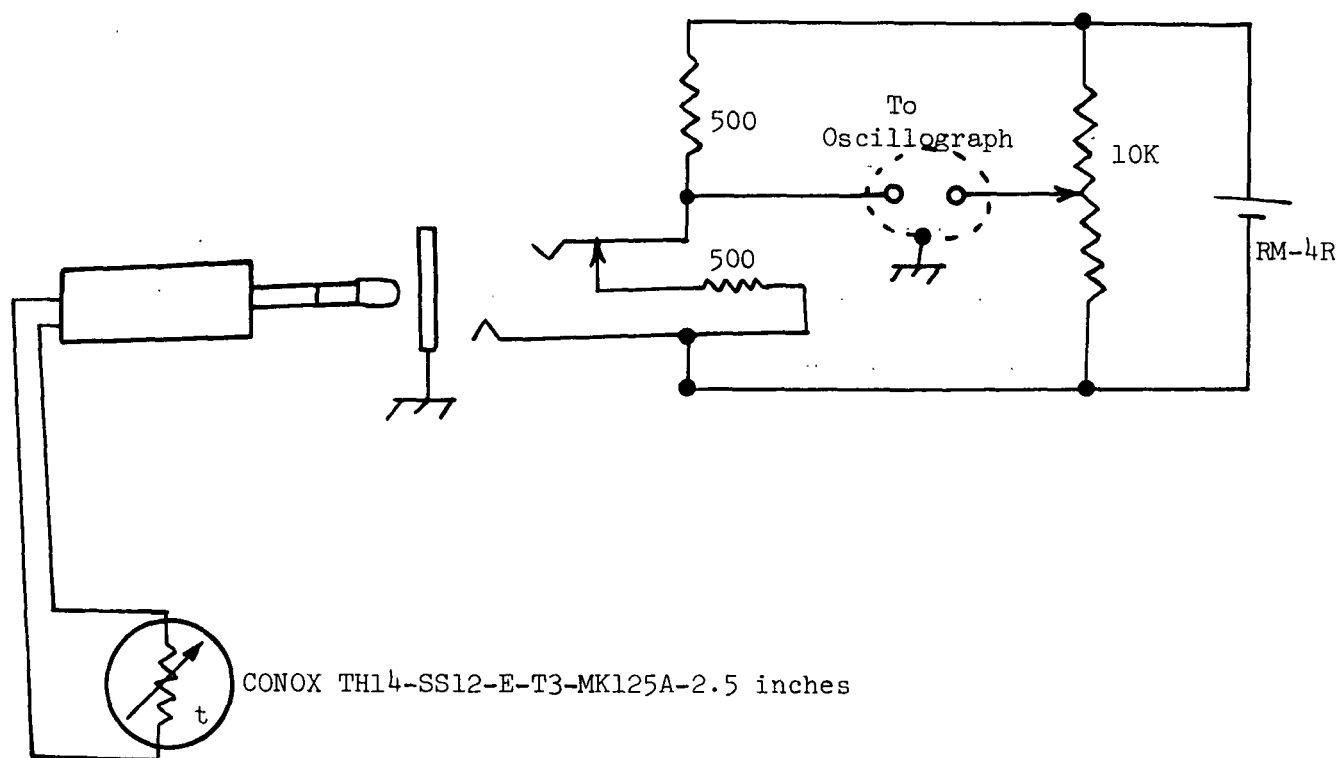 500
To
Oscillograph
10K
RM-4R
500
CONOX TH14-SS12-E-T3-MK125A-2.5 inches
t